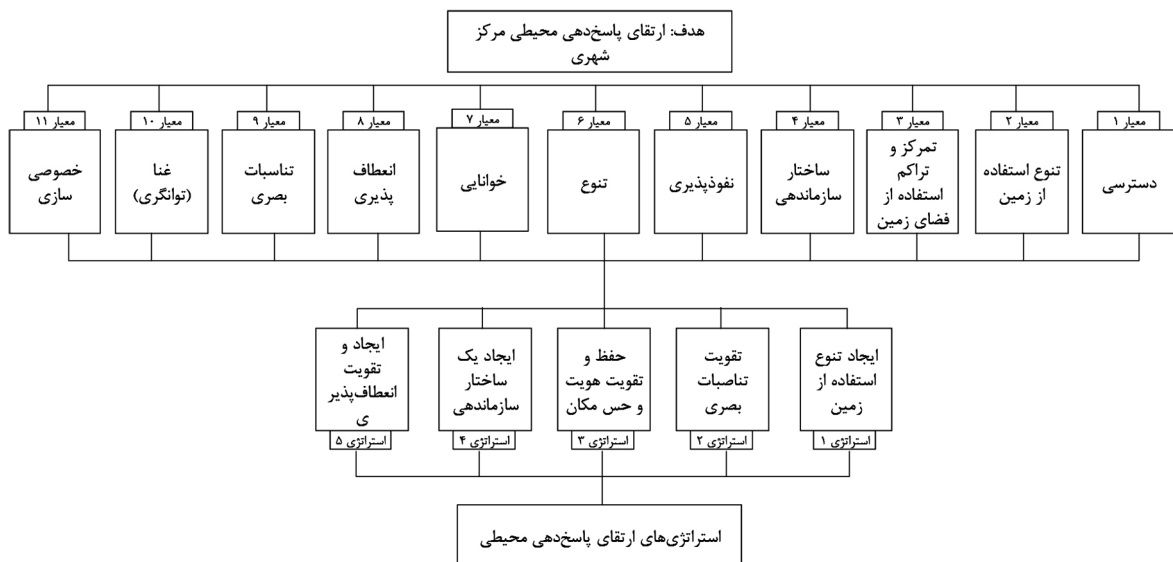 هدف: ارتقای پاسخ‌دهی محیطی مرکز
شهری
معیار ۱
دسترسی
معیار ۲
تنوع استفاده
از زمین
معیار ۳
تمرکز و
تراکم
استفاده از
فضای زمین
معیار ۴
ساختار
سازماندهی
معیار ۵
نفوذپذیری
معیار ۶
تنوع
معیار ۷
خوانایی
معیار ۸
انعطاف
پذیری
معیار ۹
تناسبات
بصری
معیار ۱۰
غنا
(توانگری)
معیار ۱۱
خصوصی
سازی
ایجاد تنوع
استفاده از
زمین
استراتژی ۱
تقویت
تناصبات
بصری
استراتژی ۲
حفظ و
تقویت هویت
و حس مکان
استراتژی ۳
ایجاد یک
ساختار
سازماندهی
استراتژی ۴
ایجاد و
تقویت
انعطاف‌پذیر
ی
استراتژی ۵
استراتژی‌های ارتقای پاسخ‌دهی محیطی